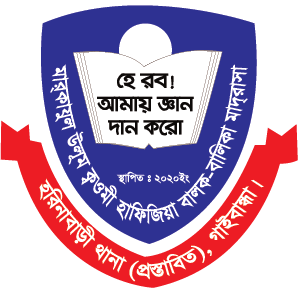 মারকাযুল উলুম কওমী হাফিজিয়া বালক-বালিকা মাদ্রাসা
হে রব!
আমায় জ্ঞান
দান করো
স্থাপিত : ২০২০ইং
হরিনাবাড়ী থানা (প্রস্তাবিত), গাইবান্ধা।